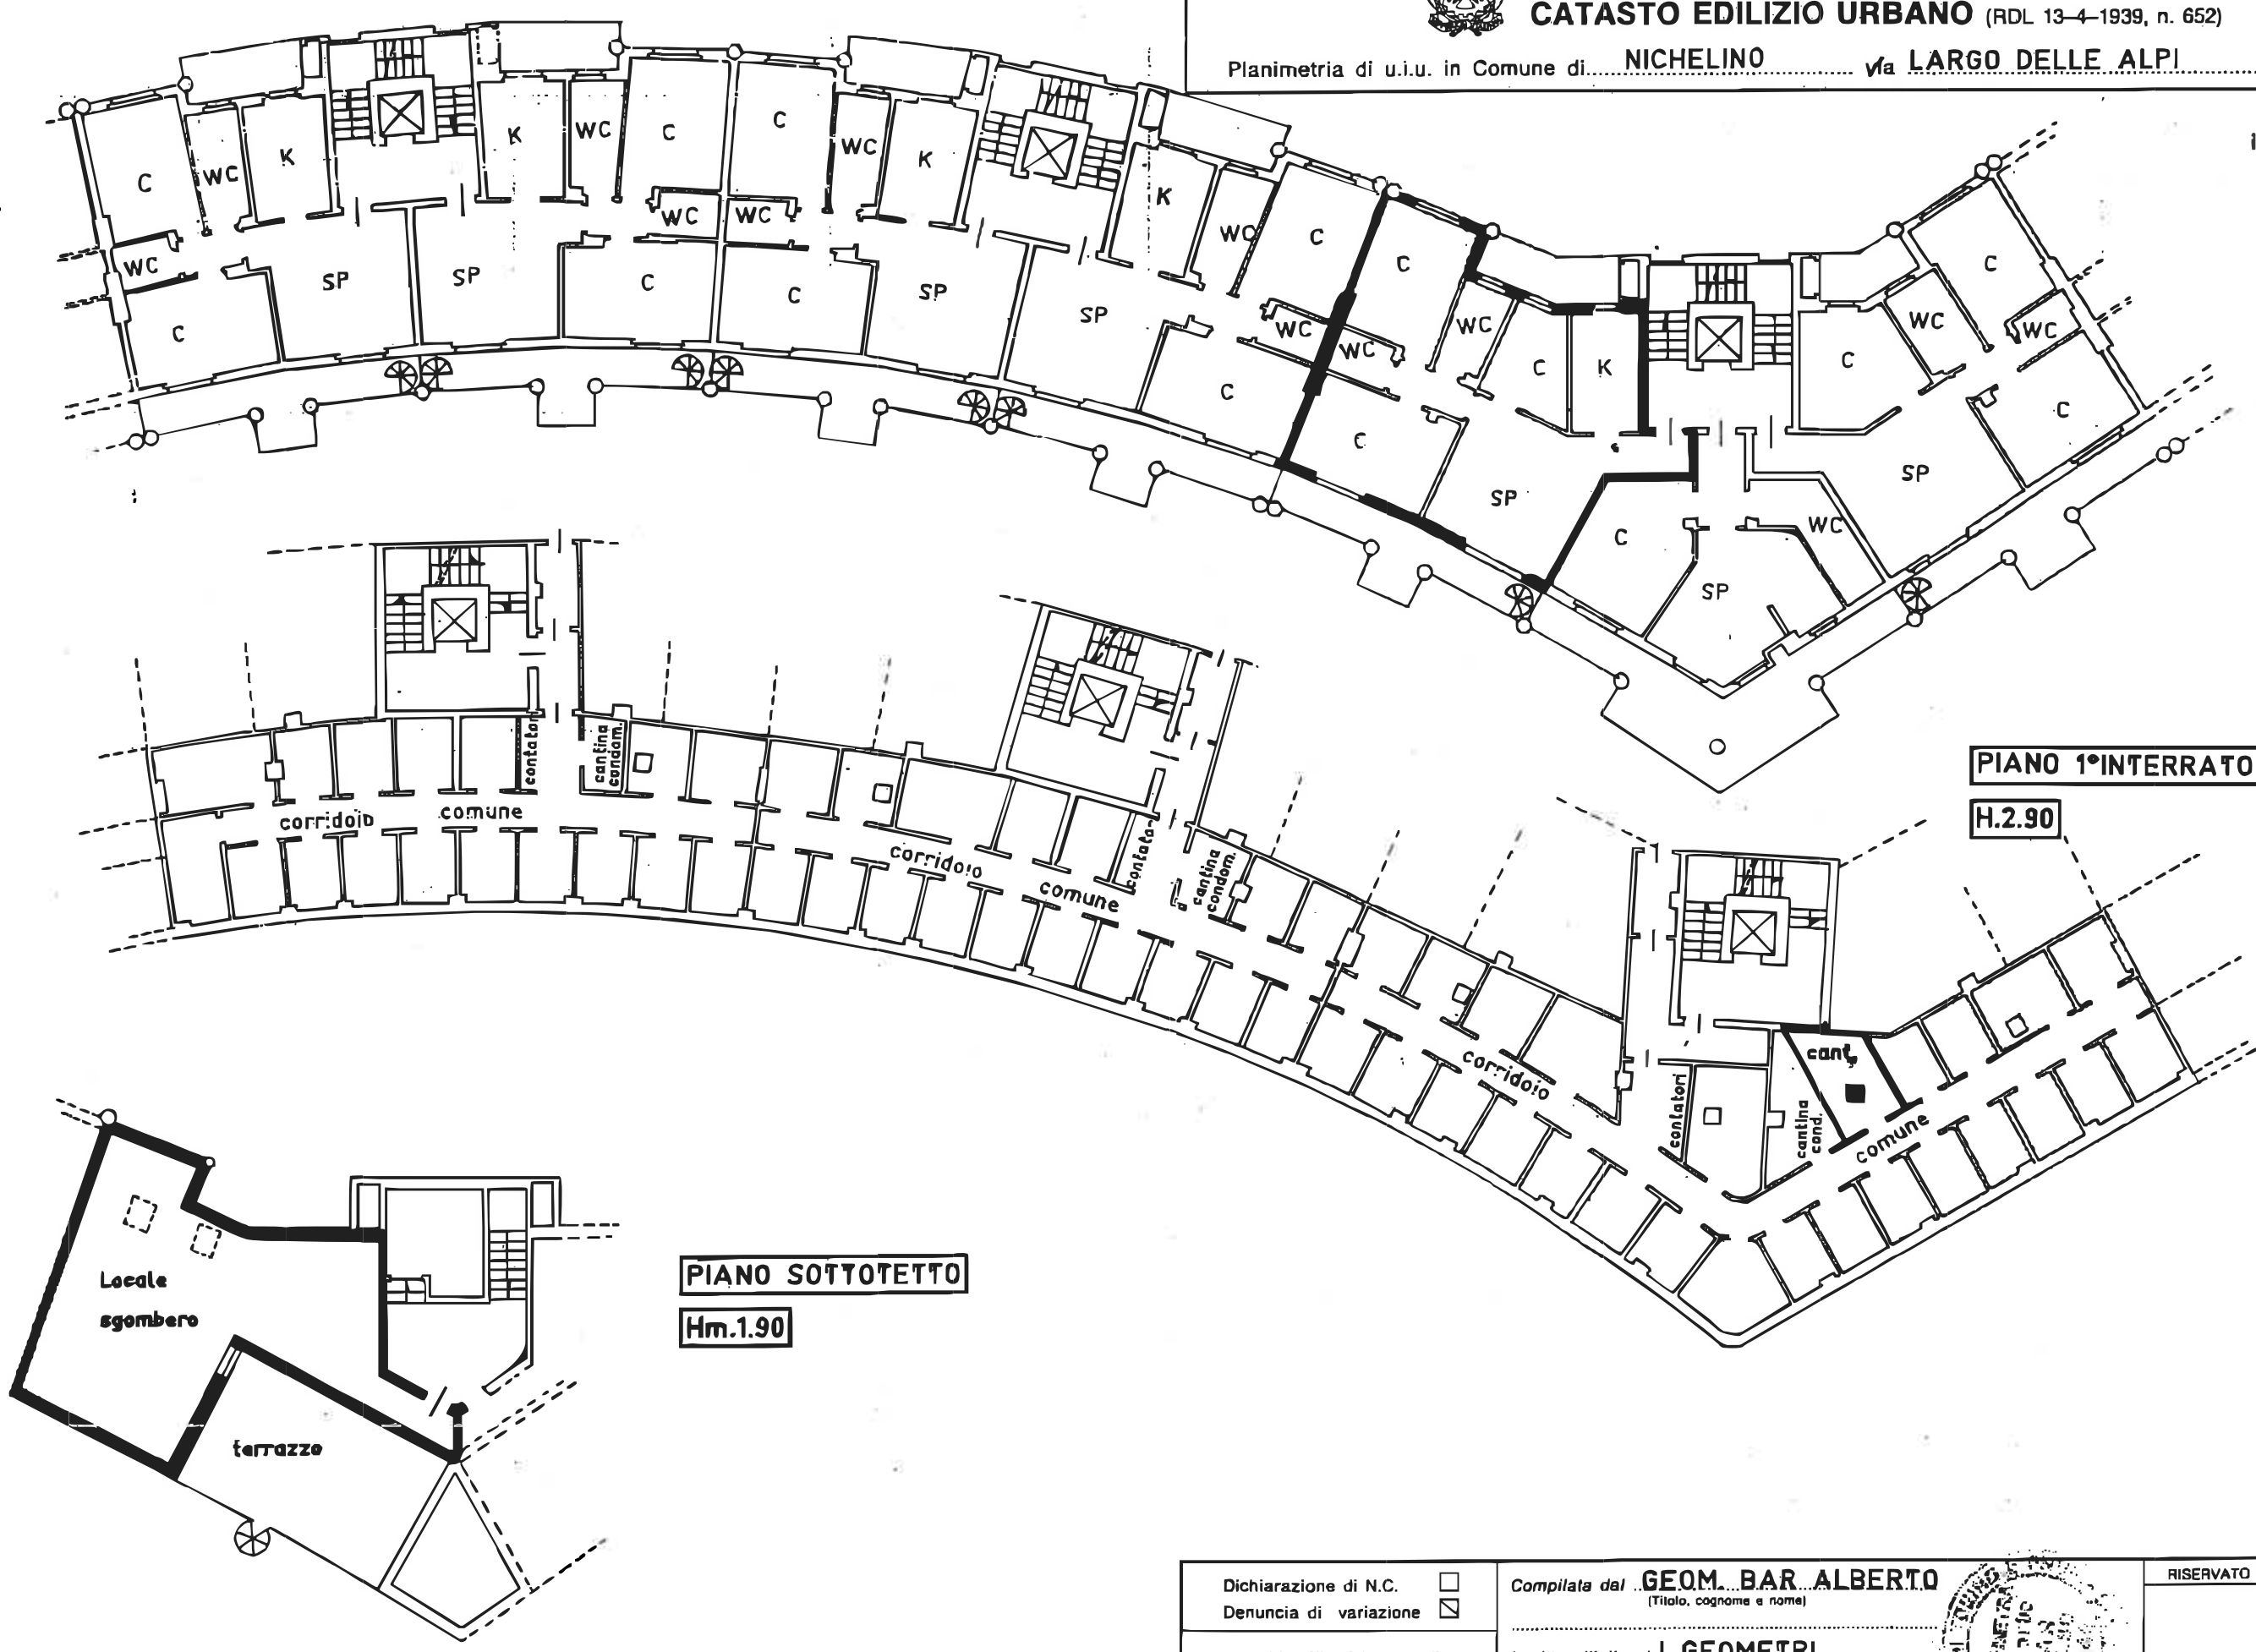 CATASTO EDILIZIO URBANO (RDL 13-4-1939, n. 652)
Planimetria di u.i.u. in Comune di NICHELINO via LARGO DELLE ALPI
C WC K K WC C C WC K K WC C
WC SP SP WC WC SP SP WC
C C C C
C WC C K C WC C
WC WC
C SP C SP WC SP C
PIANO 1° INTERRATO
H.2.90
contatori
cantina condom.
corridoio comune
corridoio comune
contatori
cantina condom.
corridoio
contatori
cant.
cantina cond.
comune
Locale
sgombero
terrazzo
PIANO SOTTOTETTO
Hm.1.90
Dichiarazione di N.C.
Denuncia di variazione
Compilata dal GEOM. BAR ALBERTO
(Titolo, cognome e nome)
GEOMETRI
RISERVATO